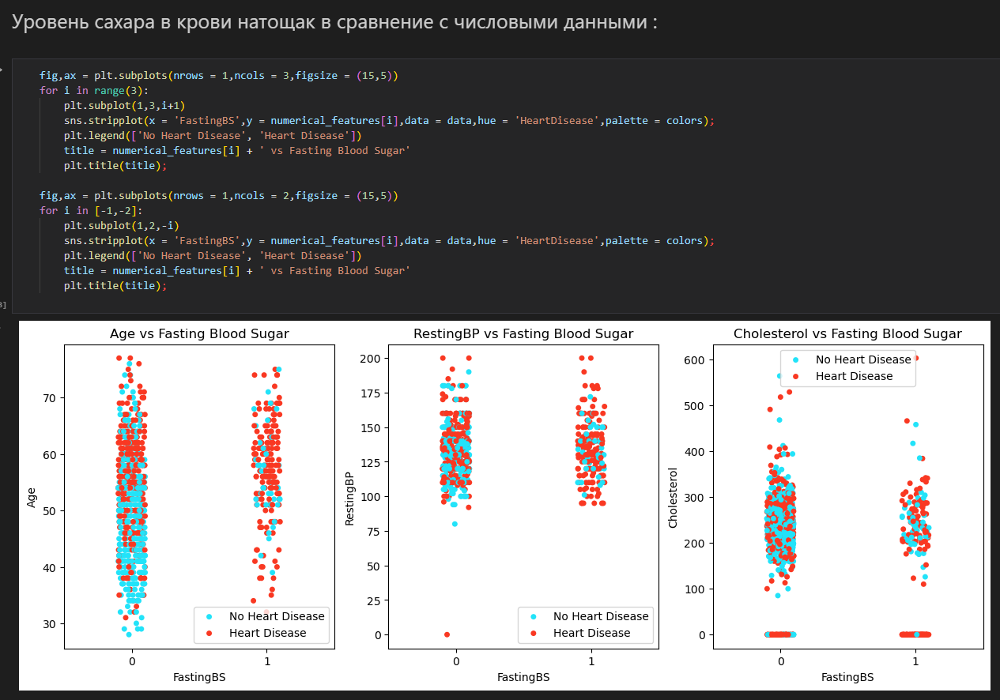 Уровень сахара в крови натощак в сравнение с числовыми данными :
fig,ax = plt.subplots(nrows = 1,ncols = 3,figsize = (15,5))
for i in range(3):
    plt.subplot(1,3,i+1)
    sns.stripplot(x = 'FastingBS',y = numerical_features[i],data = data,hue = 'HeartDisease',palette = colors);
    plt.legend(['No Heart Disease', 'Heart Disease'])
    title = numerical_features[i] + ' vs Fasting Blood Sugar'
    plt.title(title);
fig,ax = plt.subplots(nrows = 1,ncols = 2,figsize = (15,5))
for i in [-1,-2]:
    plt.subplot(1,2,-i)
    sns.stripplot(x = 'FastingBS',y = numerical_features[i],data = data,hue = 'HeartDisease',palette = colors);
    plt.legend(['No Heart Disease', 'Heart Disease'])
    title = numerical_features[i] + ' vs Fasting Blood Sugar'
    plt.title(title);
Age vs Fasting Blood Sugar
70
60
50
40
30
Age
No Heart Disease
Heart Disease
0 1
FastingBS
RestingBP vs Fasting Blood Sugar
200
175
150
125
100
75
50
25
0
RestingBP
No Heart Disease
Heart Disease
0 1
FastingBS
Cholesterol vs Fasting Blood Sugar
600
500
400
300
200
100
0
Cholesterol
No Heart Disease
Heart Disease
0 1
FastingBS